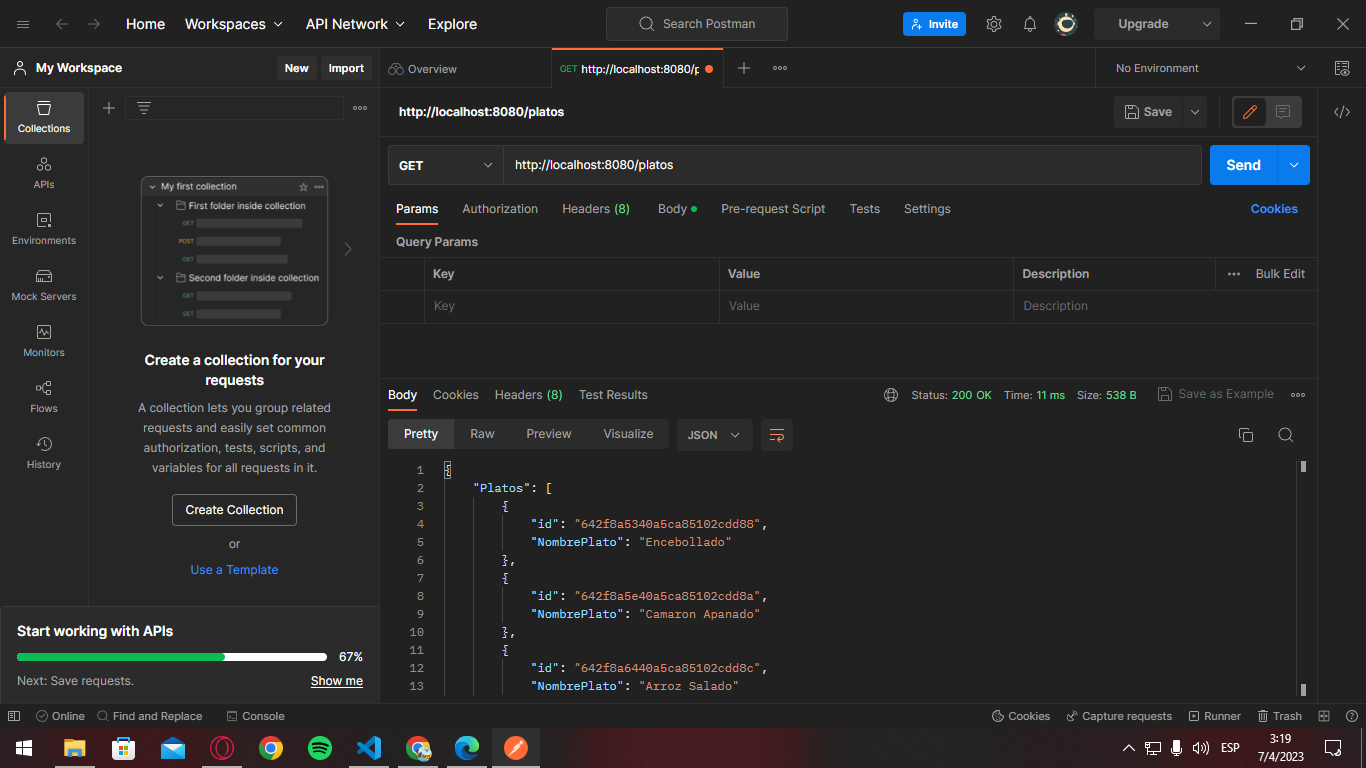 Home
Workspaces
API Network
Explore
Search Postman
Invite
Upgrade
My Workspace
New
Import
Overview
GET http://localhost:8080/p
No Environment
Collections
APIs
Environments
Mock Servers
Monitors
Flows
History
My first collection
First folder inside collection
GET
POST
GET
Second folder inside collection
GET
GET
Create a collection for your
requests
A collection lets you group related
requests and easily set common
authorization, tests, scripts, and
variables for all requests in it.
Create Collection
or
Use a Template
Start working with APIs
67%
Next: Save requests.
Show me
http://localhost:8080/platos
Save
GET
http://localhost:8080/platos
Send
Params
Authorization
Headers (8)
Body
Pre-request Script
Tests
Settings
Cookies
Query Params
Key Value Description Bulk Edit
Key Value Description
Body
Cookies
Headers (8)
Test Results
Status: 200 OK
Time: 11 ms
Size: 538 B
Save as Example
Pretty
Raw
Preview
Visualize
JSON
1 {
2 "Platos": [
3 {
4 "id": "642f8a5340a5ca85102cdd88",
5 "NombrePlato": "Encebollado"
6 },
7 {
8 "id": "642f8a5e40a5ca85102cdd8a",
9 "NombrePlato": "Camaron Apanado"
10 },
11 {
12 "id": "642f8a6440a5ca85102cdd8c",
13 "NombrePlato": "Arroz Salado"
Online
Find and Replace
Console
Cookies
Capture requests
Runner
Trash
ESP
3:19
7/4/2023